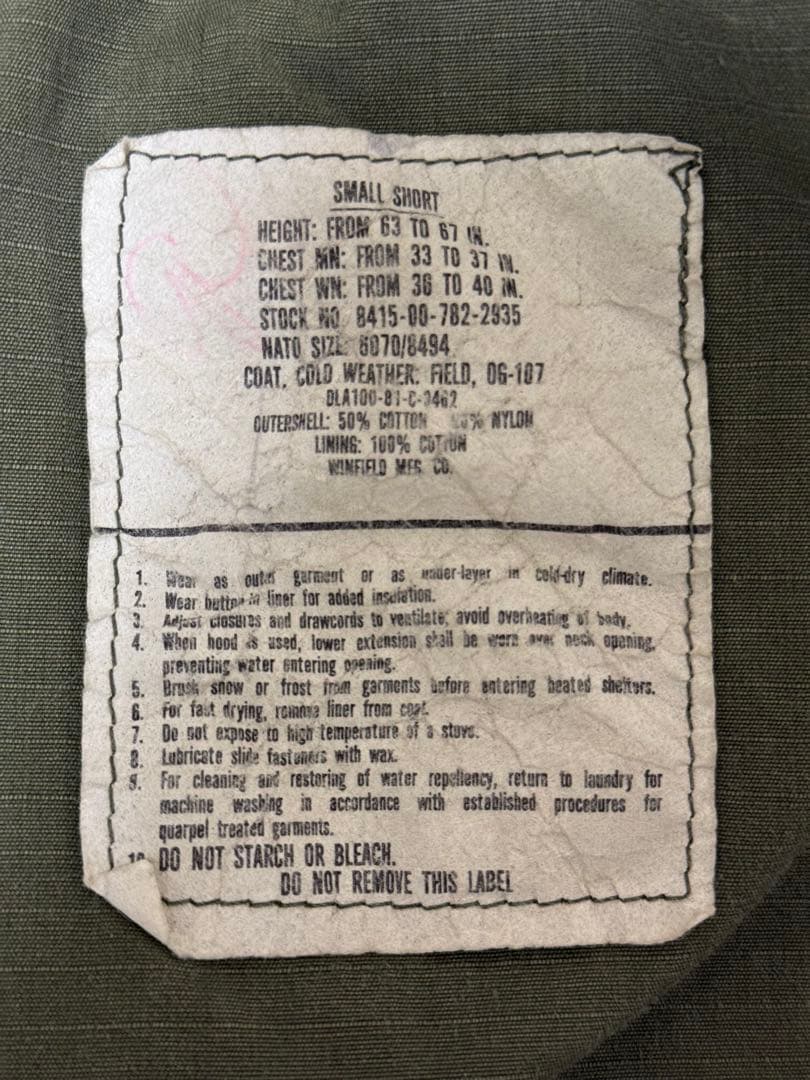 SMALL SHORT
HEIGHT: FROM 63 TO 67 IN.
CHEST MN: FROM 33 TO 37 IN.
CHEST WN: FROM 36 TO 40 IN.
STOCK NO 8415-00-782-2935
NATO SIZE 6070/8494
COAT, COLD WEATHER. FIELD, OG-107
DLA100-81-C-3462
OUTERSHELL: 50% COTTON NYLON
LINING: 100% COTTON
WINFIELD MFG. CO.
1. Wear as outer garment or as under-layer in cold-dry climate.
2. Wear button in liner for added insulation.
3. Adjust closures and drawcords to ventilate, avoid overheating of body.
4. When hood is used, lower extension shall be worn over neck opening,
preventing water entering opening.
5. Brush snow or frost from garments before entering heated shelters.
6. For fast drying, remove liner from coat.
7. Do not expose to high temperature of a stove.
8. Lubricate slide fasteners with wax.
9. For cleaning and restoring of water repellency, return to laundry for
machine washing in accordance with established procedures for
quarpel treated garments.
10 DO NOT STARCH OR BLEACH.
DO NOT REMOVE THIS LABEL